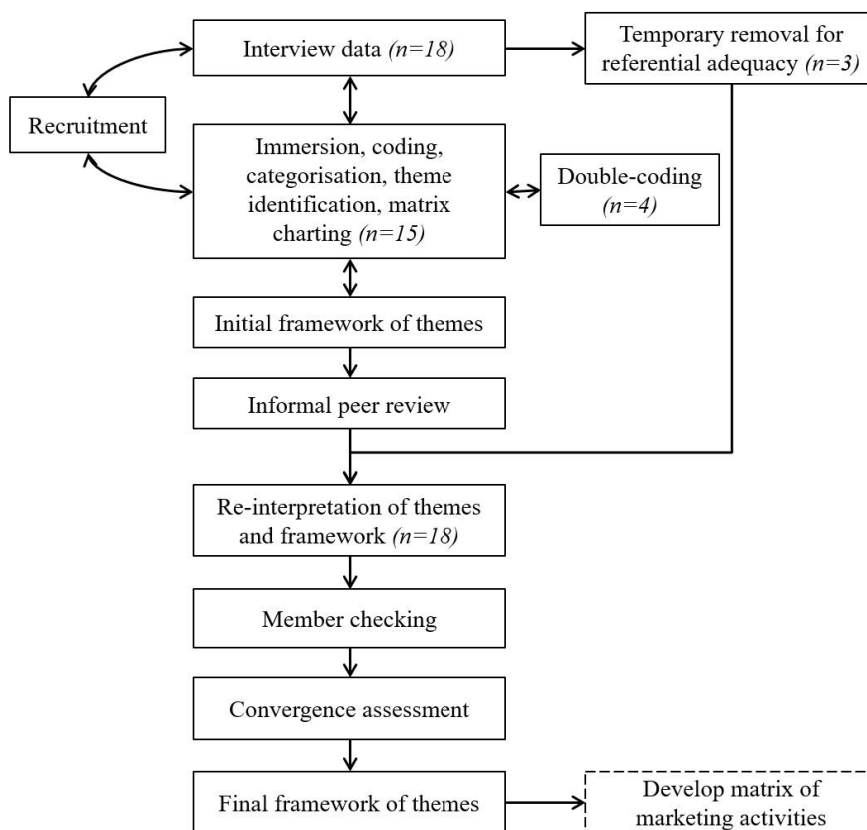 Interview data (n=18)
Temporary removal for
referential adequacy (n=3)
Recruitment
Immersion, coding,
categorisation, theme
identification, matrix
charting (n=15)
Double-coding
(n=4)
Initial framework of themes
Informal peer review
Re-interpretation of themes
and framework (n=18)
Member checking
Convergence assessment
Final framework of themes
Develop matrix of
marketing activities